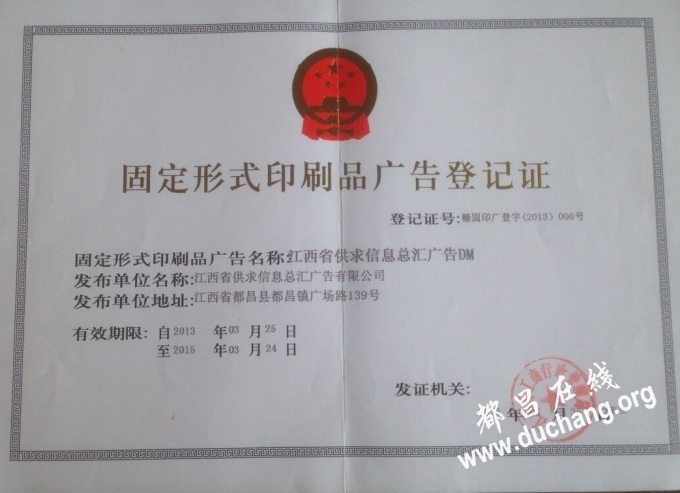 固定形式印刷品广告登记证
登记证号:赣固印广登字(2013)006号
固定形式印刷品广告名称:江西省供求信息总汇广告DM
发布单位名称:江西省供求信息总汇广告有限公司
发布单位地址:江西省都昌县都昌镇广场路139号
有效期限: 自2013 年03 月25 日
至2015 年03 月24 日
发证机关:
年 月
都昌在线
www.duchang.org